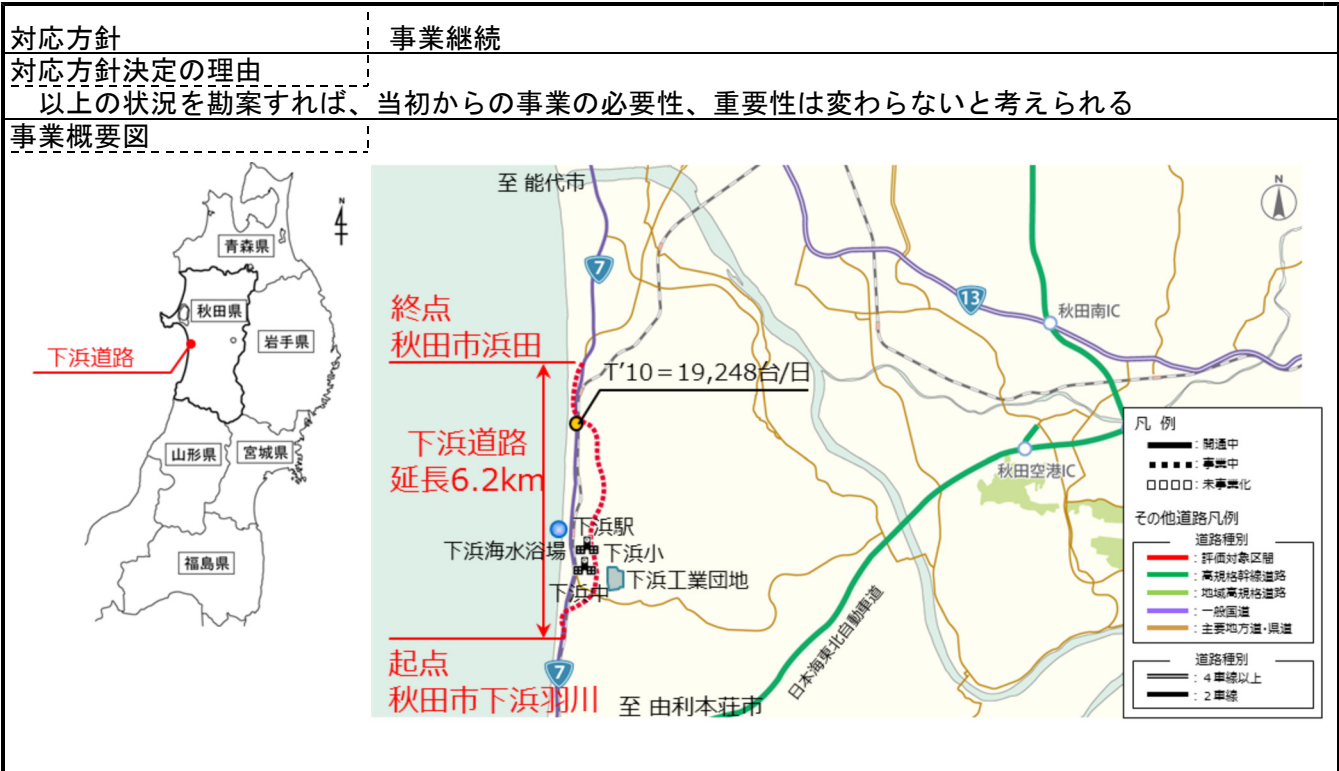 対応方針 事業継続
対応方針決定の理由
以上の状況を勘案すれば、当初からの事業の必要性、重要性は変わらないと考えられる
事業概要図
N
青森県
秋田県
岩手県
下浜道路
山形県
宮城県
福島県
至 能代市
N
7
13
秋田南IC
終点
秋田市浜田
T'10=19,248台/日
下浜道路
延長6.2km
秋田空港IC
下浜駅
下浜海水浴場
下浜小
下浜工業団地
下浜中
日本海東北自動車道
起点
秋田市下浜羽川
7
至 由利本荘市
凡 例
:開通中
:事業中
:未事業化
その他道路凡例
道路種別
:評価対象区間
:高規格幹線道路
:地域高規格道路
:一般国道
:主要地方道・県道
道路種別
:4車線以上
:2車線